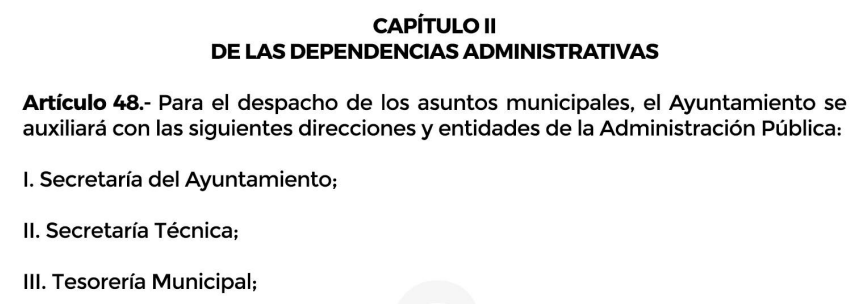 CAPÍTULO II
DE LAS DEPENDENCIAS ADMINISTRATIVAS
Artículo 48.- Para el despacho de los asuntos municipales, el Ayuntamiento se
auxiliará con las siguientes direcciones y entidades de la Administración Pública:
I. Secretaría del Ayuntamiento;
II. Secretaría Técnica;
III. Tesorería Municipal;